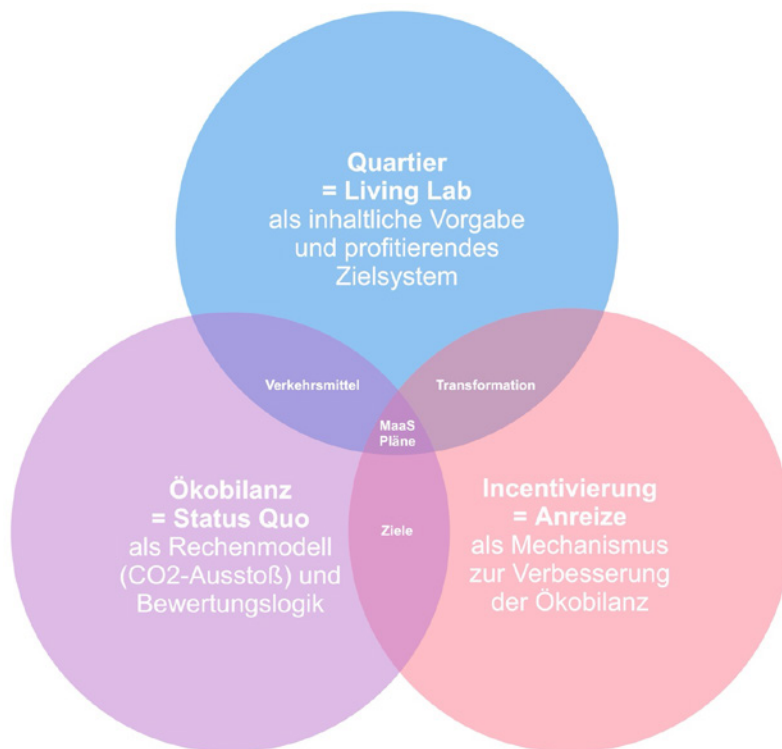 Quartier
= Living Lab
als inhaltliche Vorgabe
und profitierendes
Zielsystem
Verkehrsmittel
Transformation
MaaS
Pläne
Ökobilanz
= Status Quo
als Rechenmodell
(CO2-Ausstoß) und
Bewertungslogik
Ziele
Incentivierung
= Anreize
als Mechanismus
zur Verbesserung
der Ökobilanz